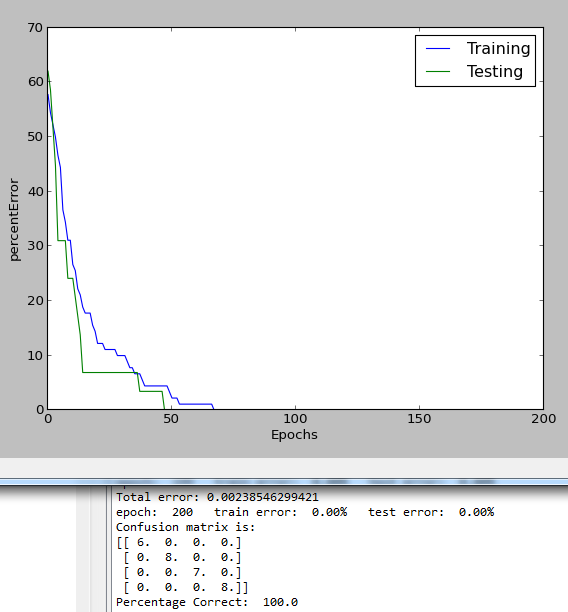 70
60
50
40
30
20
10
0
percentError
Training
Testing
0 50 100 150 200
Epochs
Total error: 0.00238546299421
epoch: 200 train error: 0.00% test error: 0.00%
Confusion matrix is:
[[ 6. 0. 0. 0.]
[ 0. 8. 0. 0.]
[ 0. 0. 7. 0.]
[ 0. 0. 0. 8.]]
Percentage Correct: 100.0